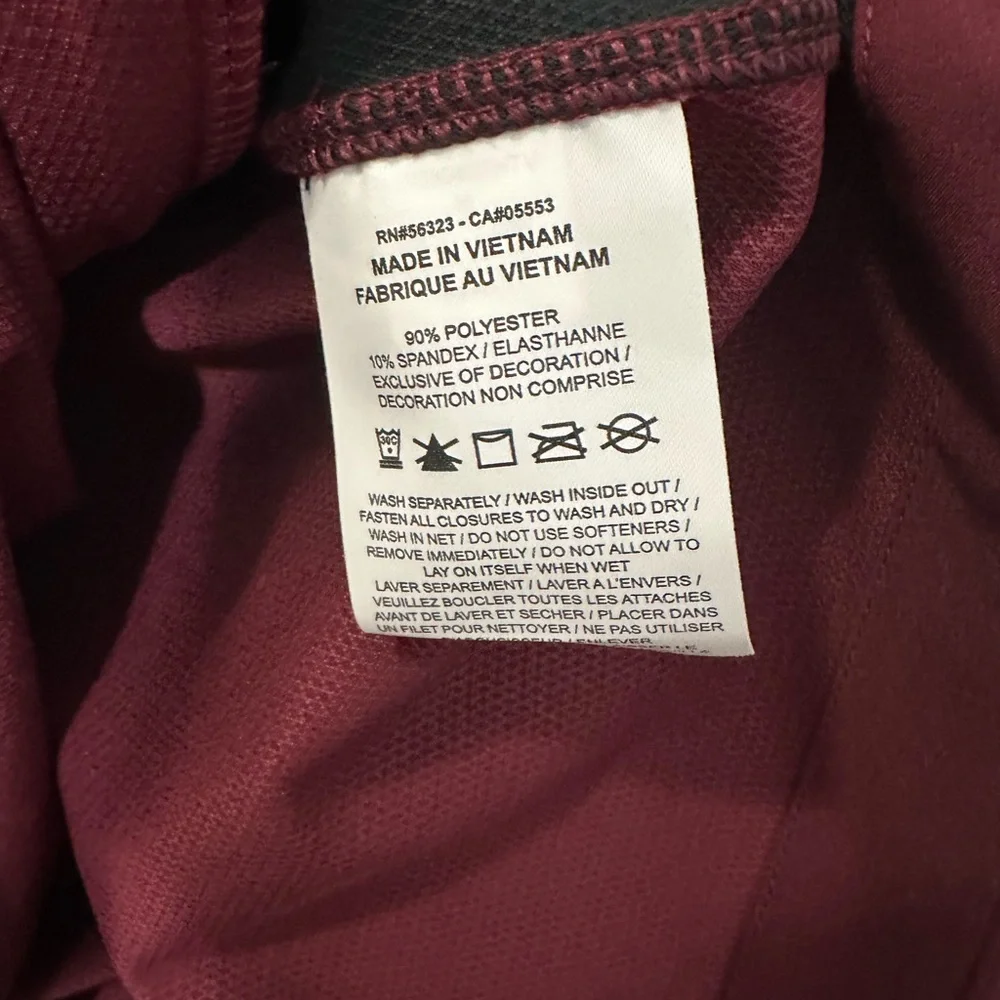 RN#56323 - CA#05553
MADE IN VIETNAM
FABRIQUE AU VIETNAM
90% POLYESTER
10% SPANDEX / ELASTHANNE
EXCLUSIVE OF DECORATION /
DECORATION NON COMPRISE
30C
WASH SEPARATELY / WASH INSIDE OUT /
FASTEN ALL CLOSURES TO WASH AND DRY /
WASH IN NET / DO NOT USE SOFTENERS /
REMOVE IMMEDIATELY / DO NOT ALLOW TO
LAY ON ITSELF WHEN WET
LAVER SEPAREMENT / LAVER A L'ENVERS /
VEUILLEZ BOUCLER TOUTES LES ATTACHES
AVANT DE LAVER ET SECHER / PLACER DANS
UN FILET POUR NETTOYER / NE PAS UTILISER
/ ENLEVER